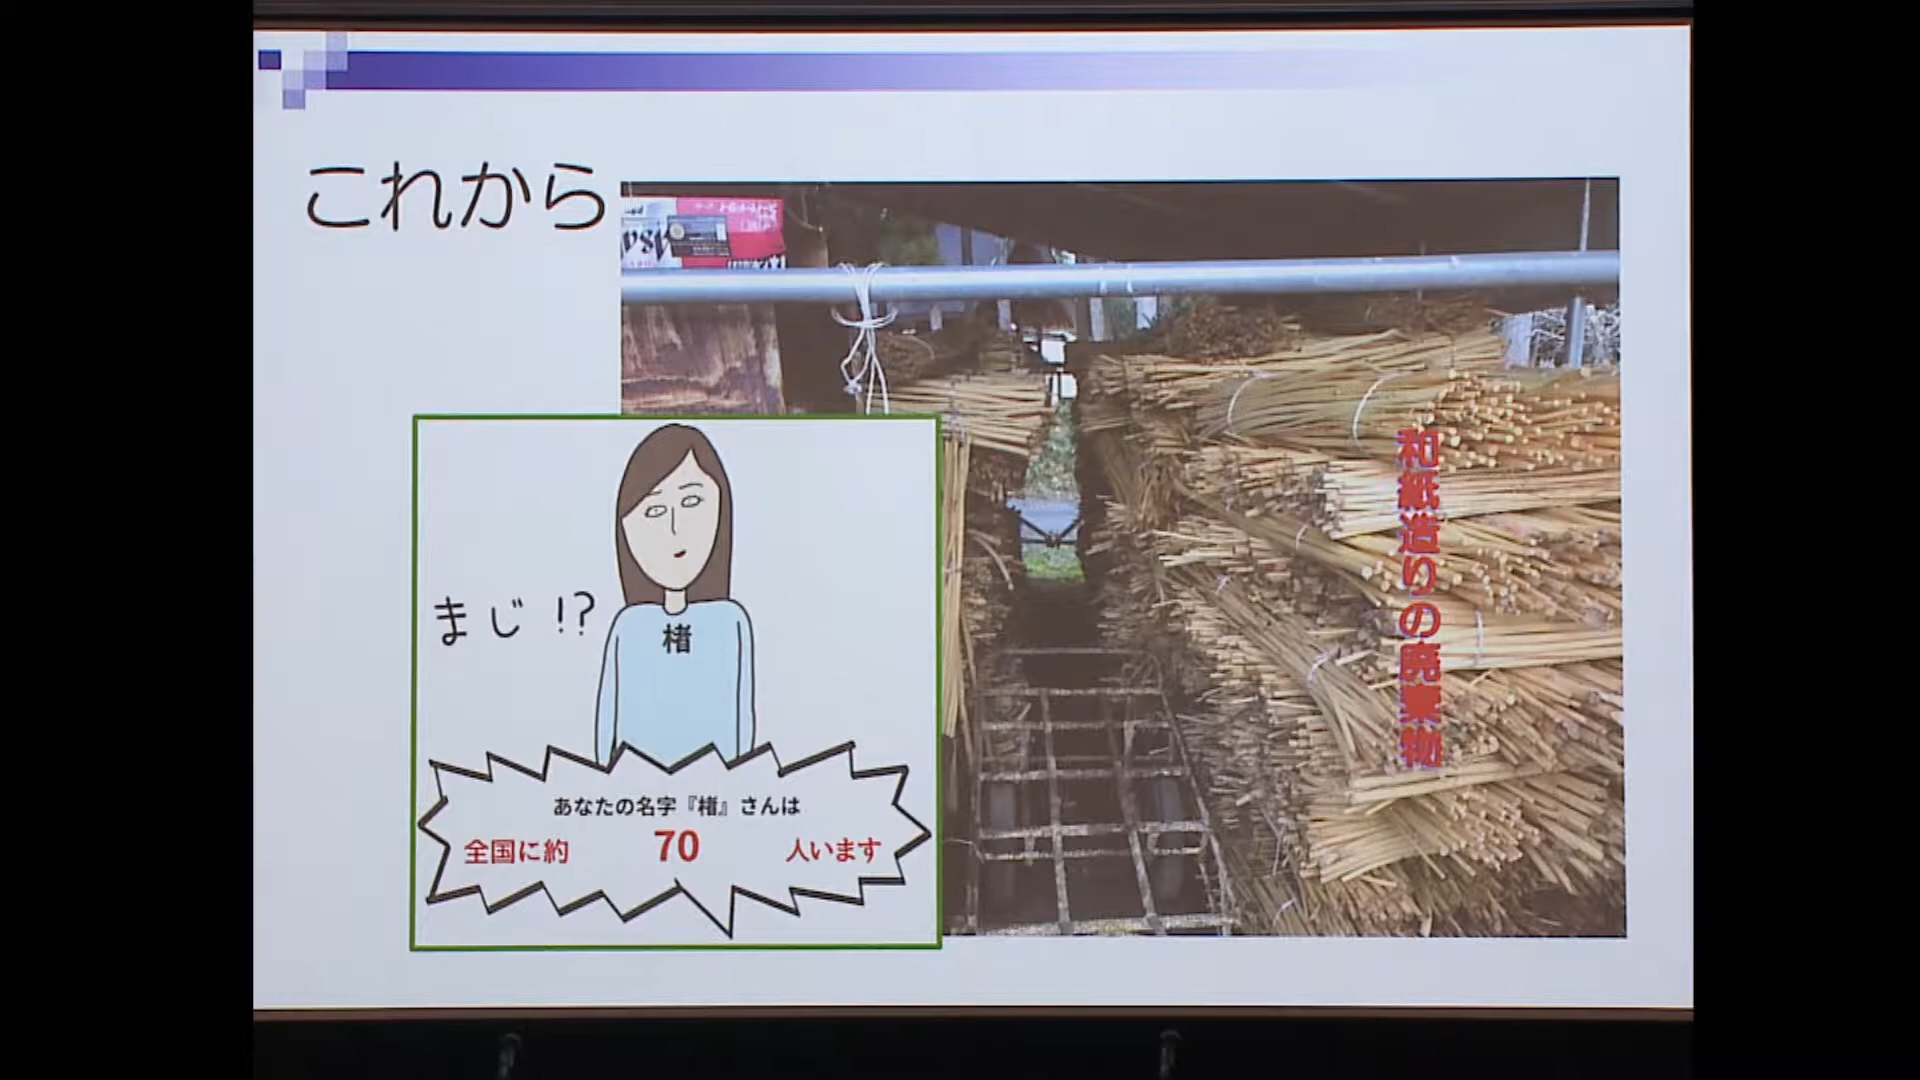 これから
和紙造りの廃棄物
まじ!?
楮
あなたの名字『楮』さんは
全国に約 70 人います